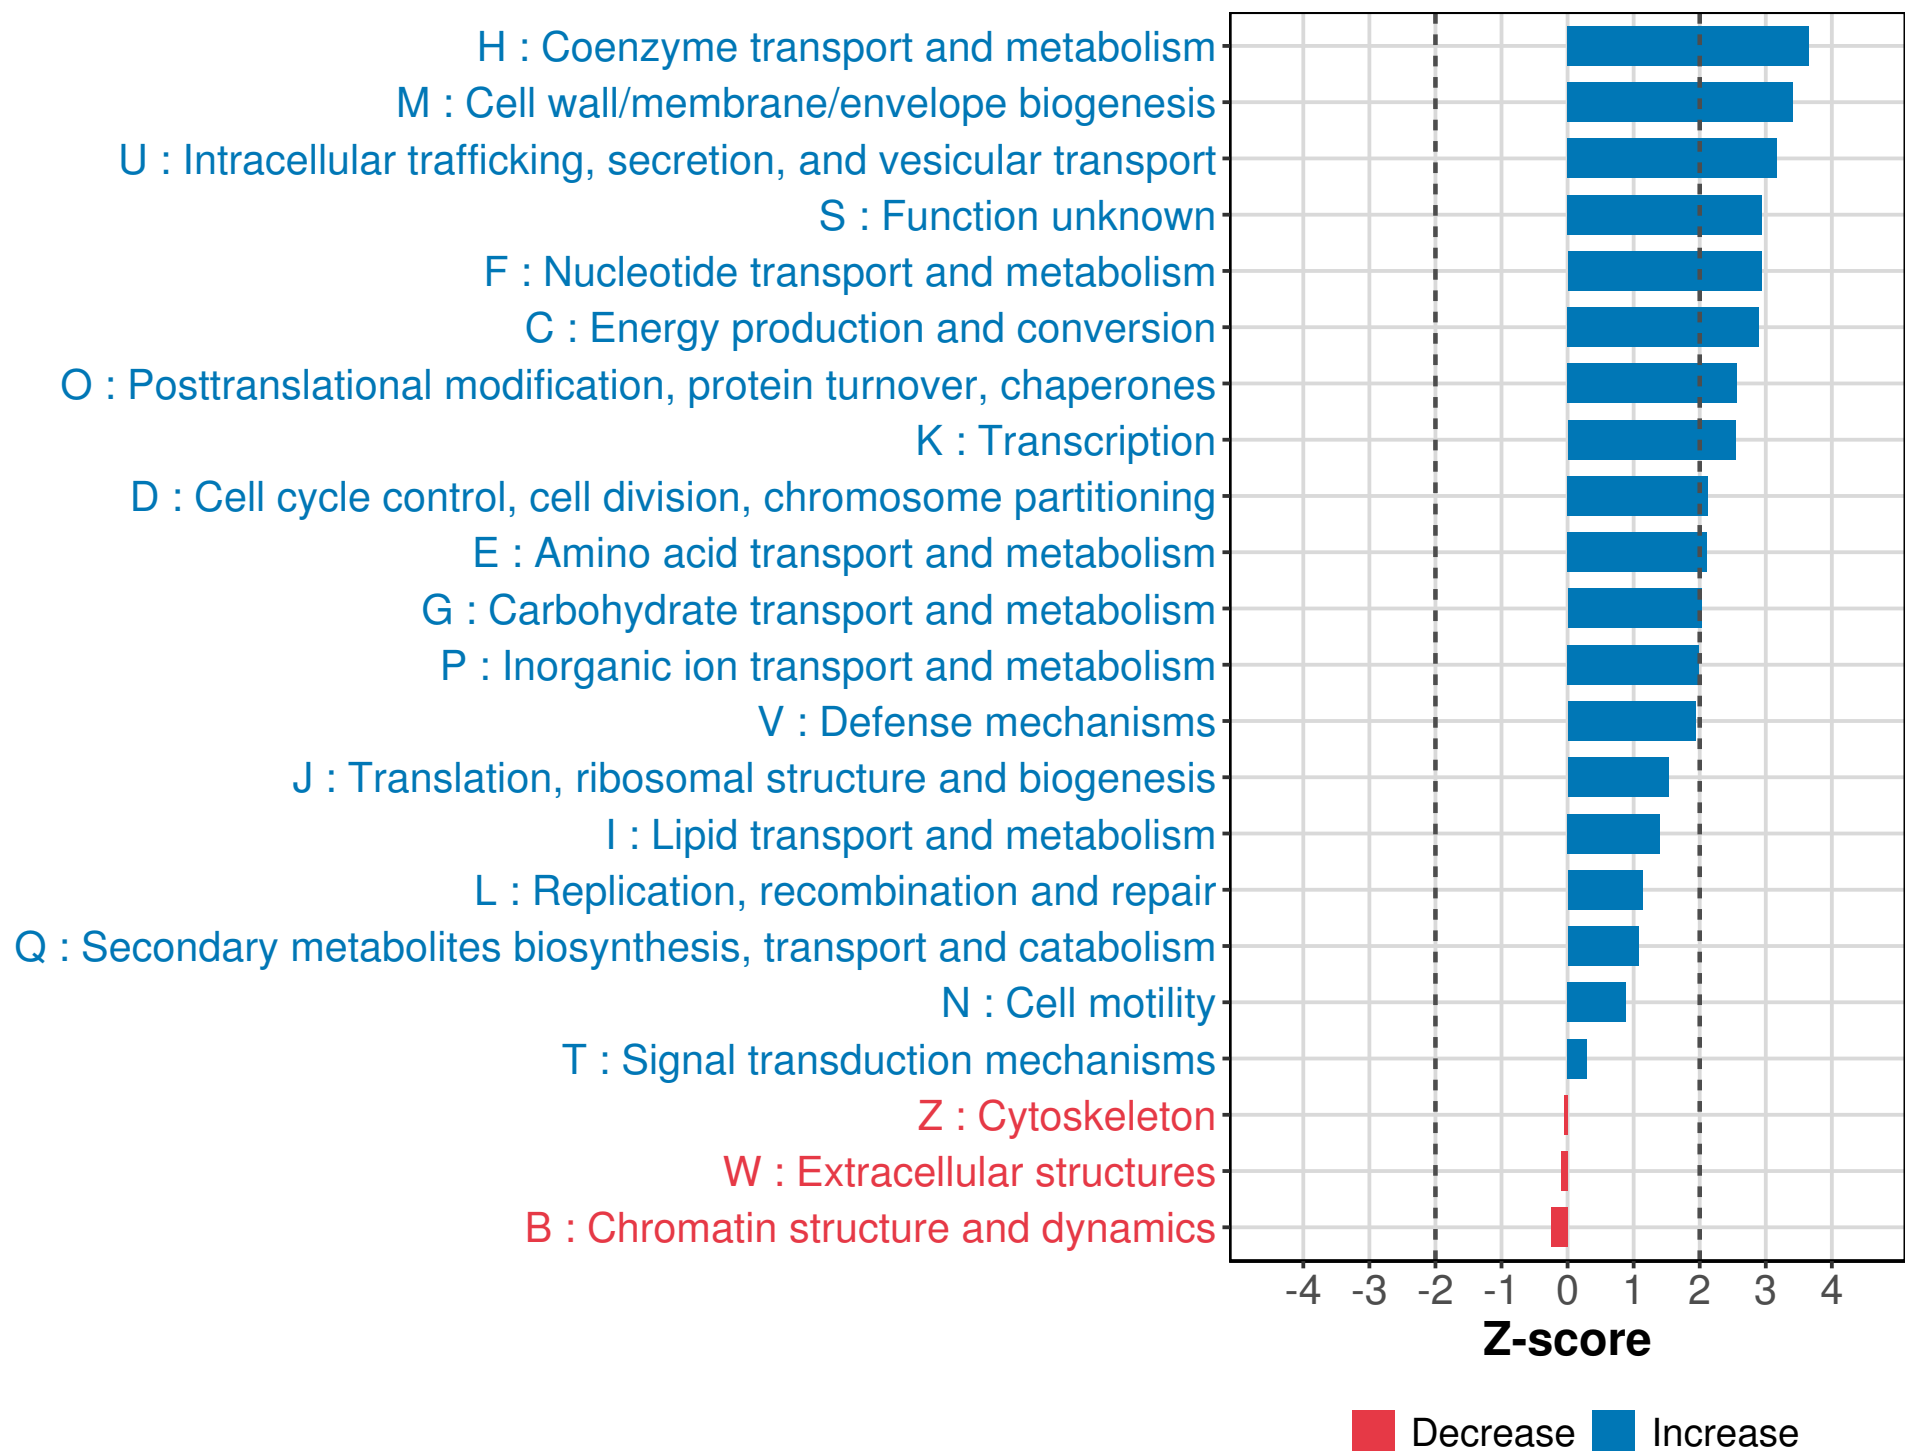 H : Coenzyme transport and metabolism
M : Cell wall/membrane/envelope biogenesis
U : Intracellular trafficking, secretion, and vesicular transport
S : Function unknown
F : Nucleotide transport and metabolism
C : Energy production and conversion
O : Posttranslational modification, protein turnover, chaperones
K : Transcription
D : Cell cycle control, cell division, chromosome partitioning
E : Amino acid transport and metabolism
G : Carbohydrate transport and metabolism
P : Inorganic ion transport and metabolism
V : Defense mechanisms
J : Translation, ribosomal structure and biogenesis
I : Lipid transport and metabolism
L : Replication, recombination and repair
Q : Secondary metabolites biosynthesis, transport and catabolism
N : Cell motility
T : Signal transduction mechanisms
Z : Cytoskeleton
W : Extracellular structures
B : Chromatin structure and dynamics
-4 -3 -2 -1 0 1 2 3 4
Z-score
Decrease Increase